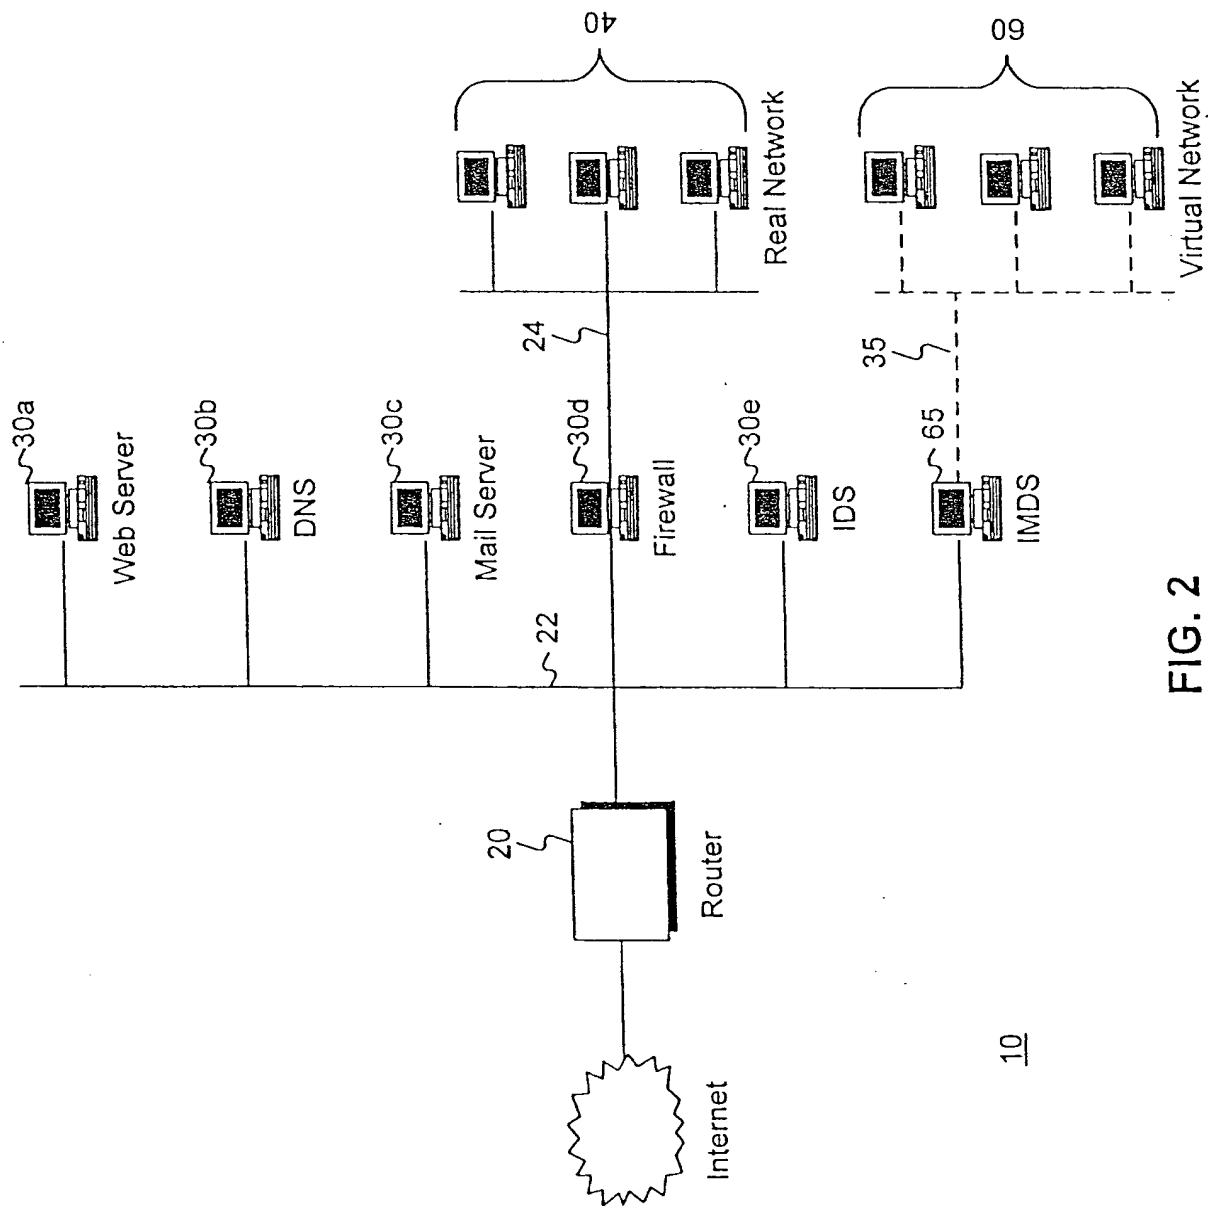 30a
Web Server
30b
DNS
30c
Mail Server
30d
Firewall
30e
IDS
65
IMDS
22
24
35
40
Real Network
60
Virtual Network
20
Router
Internet
10
FIG. 2